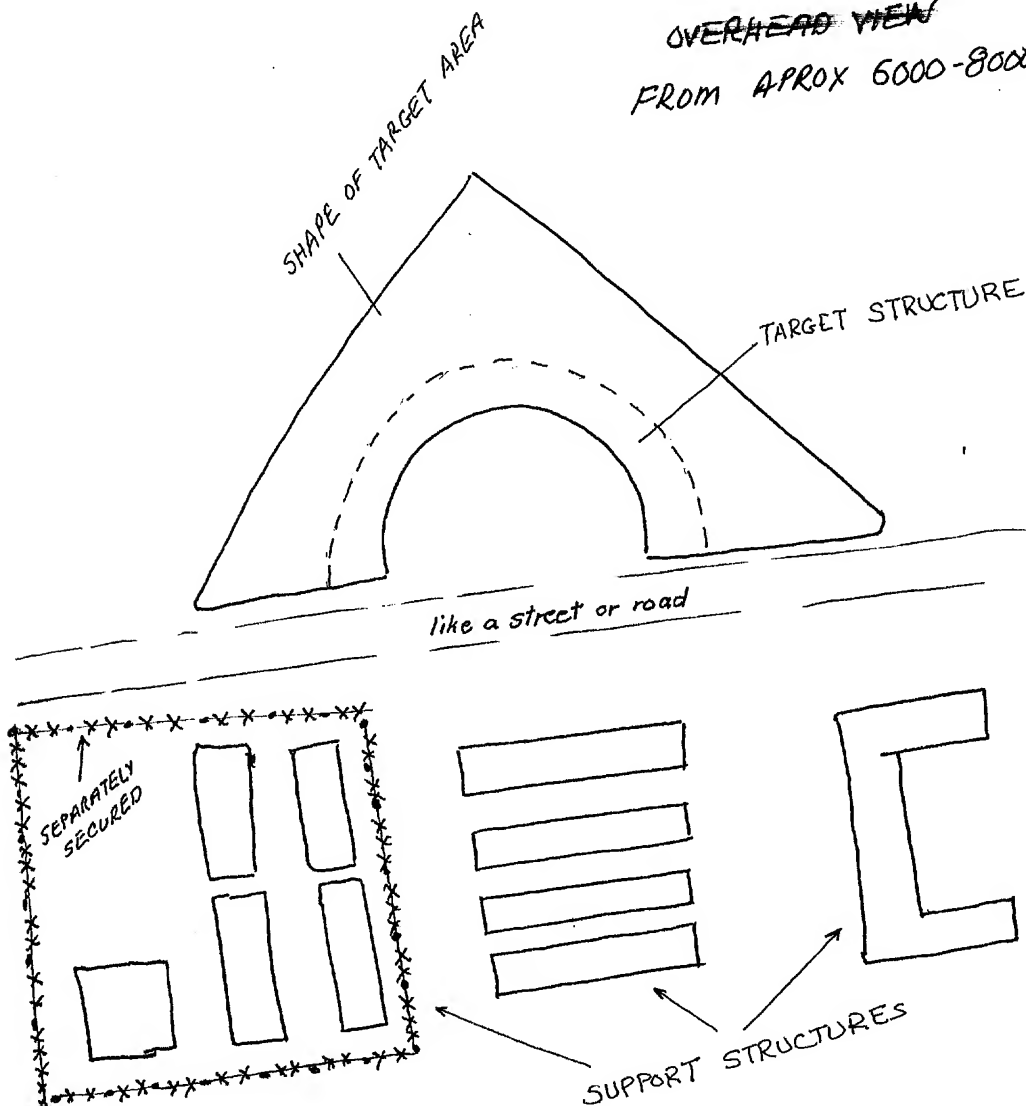 OVERHEAD VIEW
FROM APROX 6000-8000
SHAPE OF TARGET AREA
TARGET STRUCTURE
like a street or road
SEPARATELY
SECURED
SUPPORT STRUCTURES